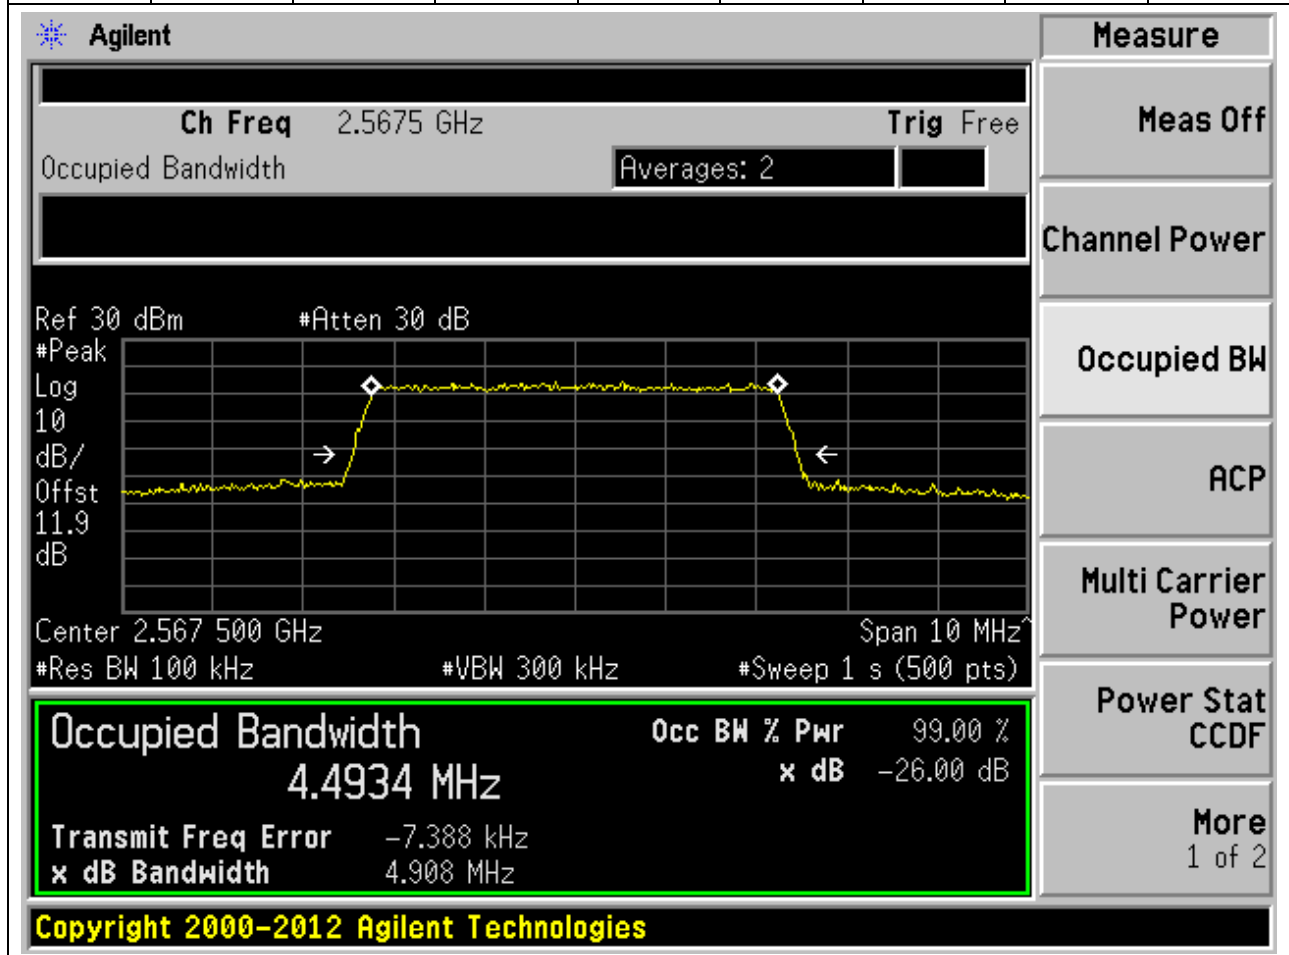 Agilent
Measure
Ch Freq 2.5675 GHz Trig Free
Meas Off
Occupied Bandwidth Averages: 2
Channel Power
Ref 30 dBm #Atten 30 dB
#Peak
Log
10
dB/
Offst
11.9
dB
Occupied BW
ACP
Multi Carrier
Power
Center 2.567 500 GHz Span 10 MHz^
#Res BW 100 kHz #VBW 300 kHz #Sweep 1 s (500 pts)
Power Stat
CCDF
Occupied Bandwidth Occ BW % Pwr 99.00 %
4.4934 MHz x dB -26.00 dB
Transmit Freq Error -7.388 kHz
x dB Bandwidth 4.908 MHz
More
1 of 2
Copyright 2000-2012 Agilent Technologies